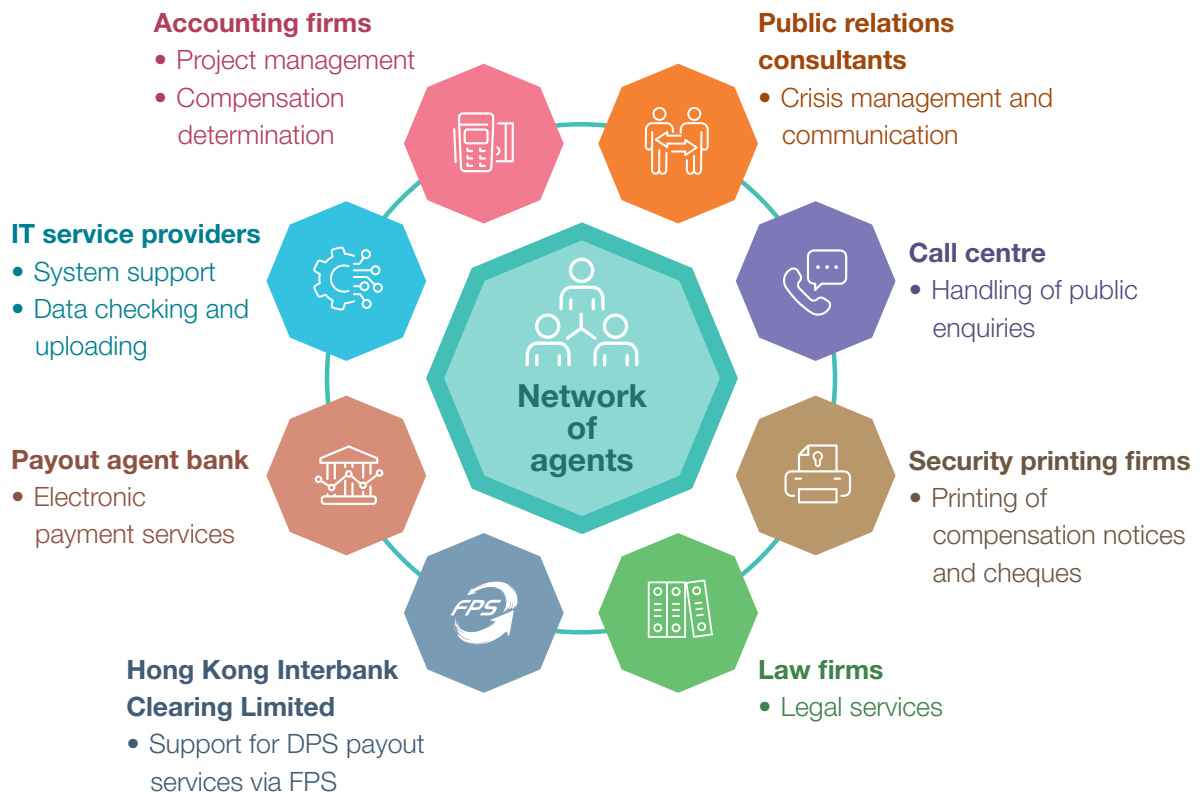 Accounting firms
• Project management
• Compensation
determination
Public relations
consultants
• Crisis management and
communication
IT service providers
• System support
• Data checking and
uploading
Call centre
• Handling of public
enquiries
Network
of
agents
Payout agent bank
• Electronic
payment services
Security printing firms
• Printing of
compensation notices
and cheques
FPS
Hong Kong Interbank
Clearing Limited
• Support for DPS payout
services via FPS
Law firms
• Legal services